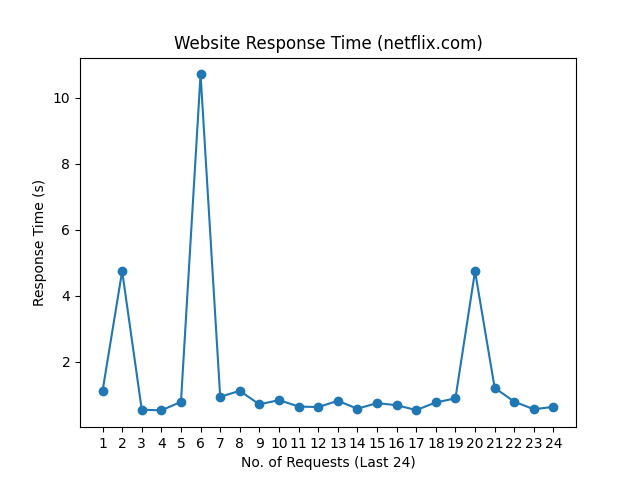 Website Response Time (netflix.com)
10
8
6
4
2
Response Time (s)
1 2 3 4 5 6 7 8 9 10 11 12 13 14 15 16 17 18 19 20 21 22 23 24
No. of Requests (Last 24)